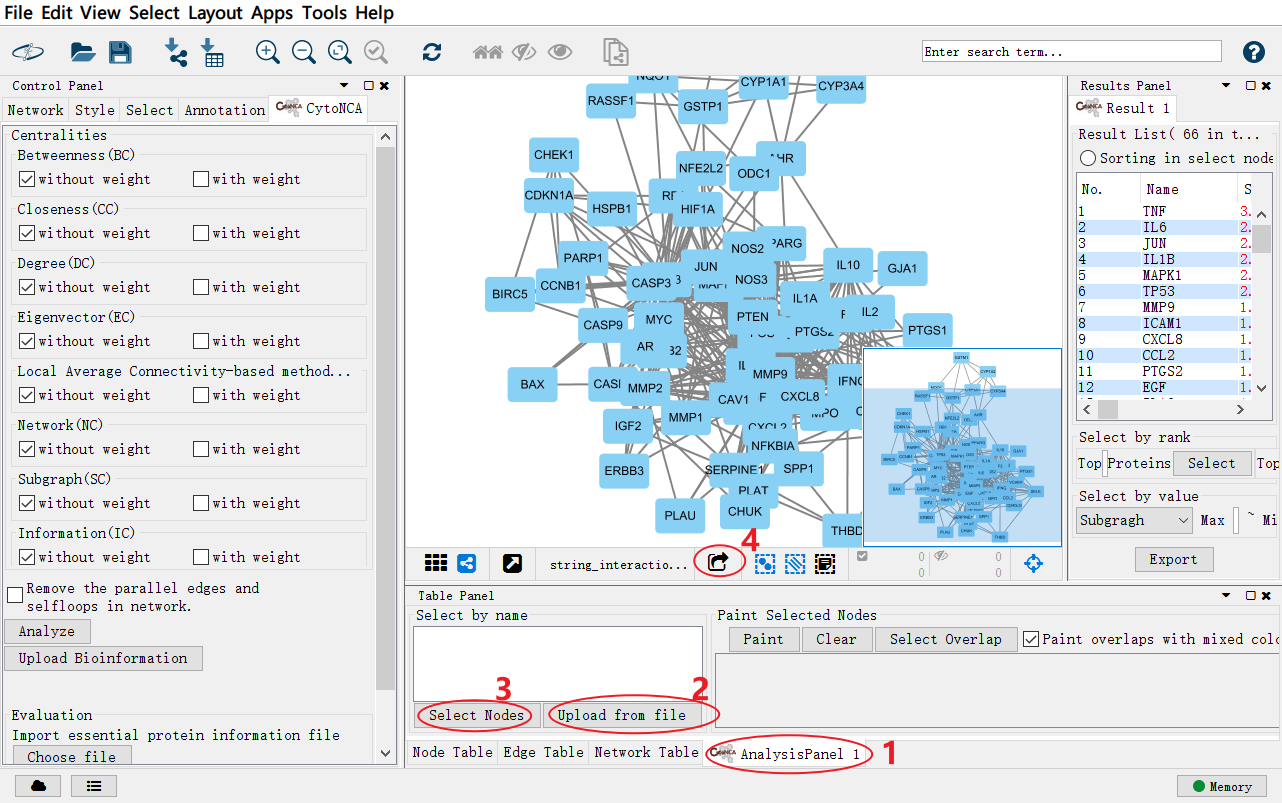 File Edit View Select Layout Apps Tools Help
Enter search term...
Control Panel
Network Style Select Annotation CytoNCA
Centralities
Betweenness(BC)
without weight with weight
Closeness(CC)
without weight with weight
Degree(DC)
without weight with weight
Eigenvector(EC)
without weight with weight
Local Average Connectivity-based method...
without weight with weight
Network(NC)
without weight with weight
Subgraph(SC)
without weight with weight
Information(IC)
without weight with weight
Remove the parallel edges and
selfloops in network.
Analyze
Upload Bioinformation
Evaluation
Import essential protein information file
Choose file
NQO1
CYP1A1
CYP3A4
RASSF1
GSTP1
CHEK1
NFE2L2
AHR
ODC1
CDKN1A
HSPB1
HIF1A
NOS2
PARG
PARP1
JUN
IL10
GJA1
CASP3
NOS3
CCNB1
BIRC5
IL1A
IL2
PTEN
CASP9
MYC
PTGS2
PTGS1
AR
MMP9
BAX
MMP2
IFNG
CAV1
CXCL8
MMP1
IGF2
CXCL2
NFKBIA
ERBB3
SERPINE1
SPP1
PLAT
PLAU
CHUK
THBD
4
string_interactio...
0 0
0 0
Results Panel
Result 1
Result List( 66 in t...
Sorting in select node
No. Name S
1 TNF 3.
2 IL6 2.
3 JUN 2.
4 IL1B 2.
5 MAPK1 2.
6 TP53 2.
7 MMP9 1.
8 ICAM1 1.
9 CXCL8 1.
10 CCL2 1.
11 PTGS2 1.
12 EGF 1.
Select by rank
Top Proteins Select Top
Select by value
Subgragh Max ~ Mi
Export
Table Panel
Select by name
3
2
Select Nodes Upload from file
Paint Selected Nodes
Paint Clear Select Overlap Paint overlaps with mixed colo
Node Table Edge Table Network Table CytoNCA AnalysisPanel 1
1
Memory